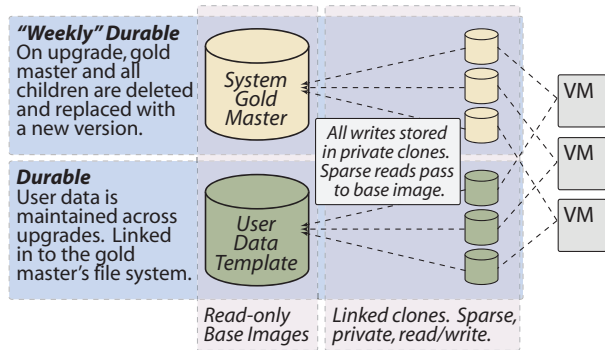 “Weekly” Durable
On upgrade, gold
master and all
children are deleted
and replaced with
a new version.
System
Gold
Master
VM
VM
VM
All writes stored
in private clones.
Sparse reads pass
to base image.
Durable
User data is
maintained across
upgrades. Linked
in to the gold
master’s file system.
User
Data
Template
Read-only
Base Images
Linked clones. Sparse,
private, read/write.